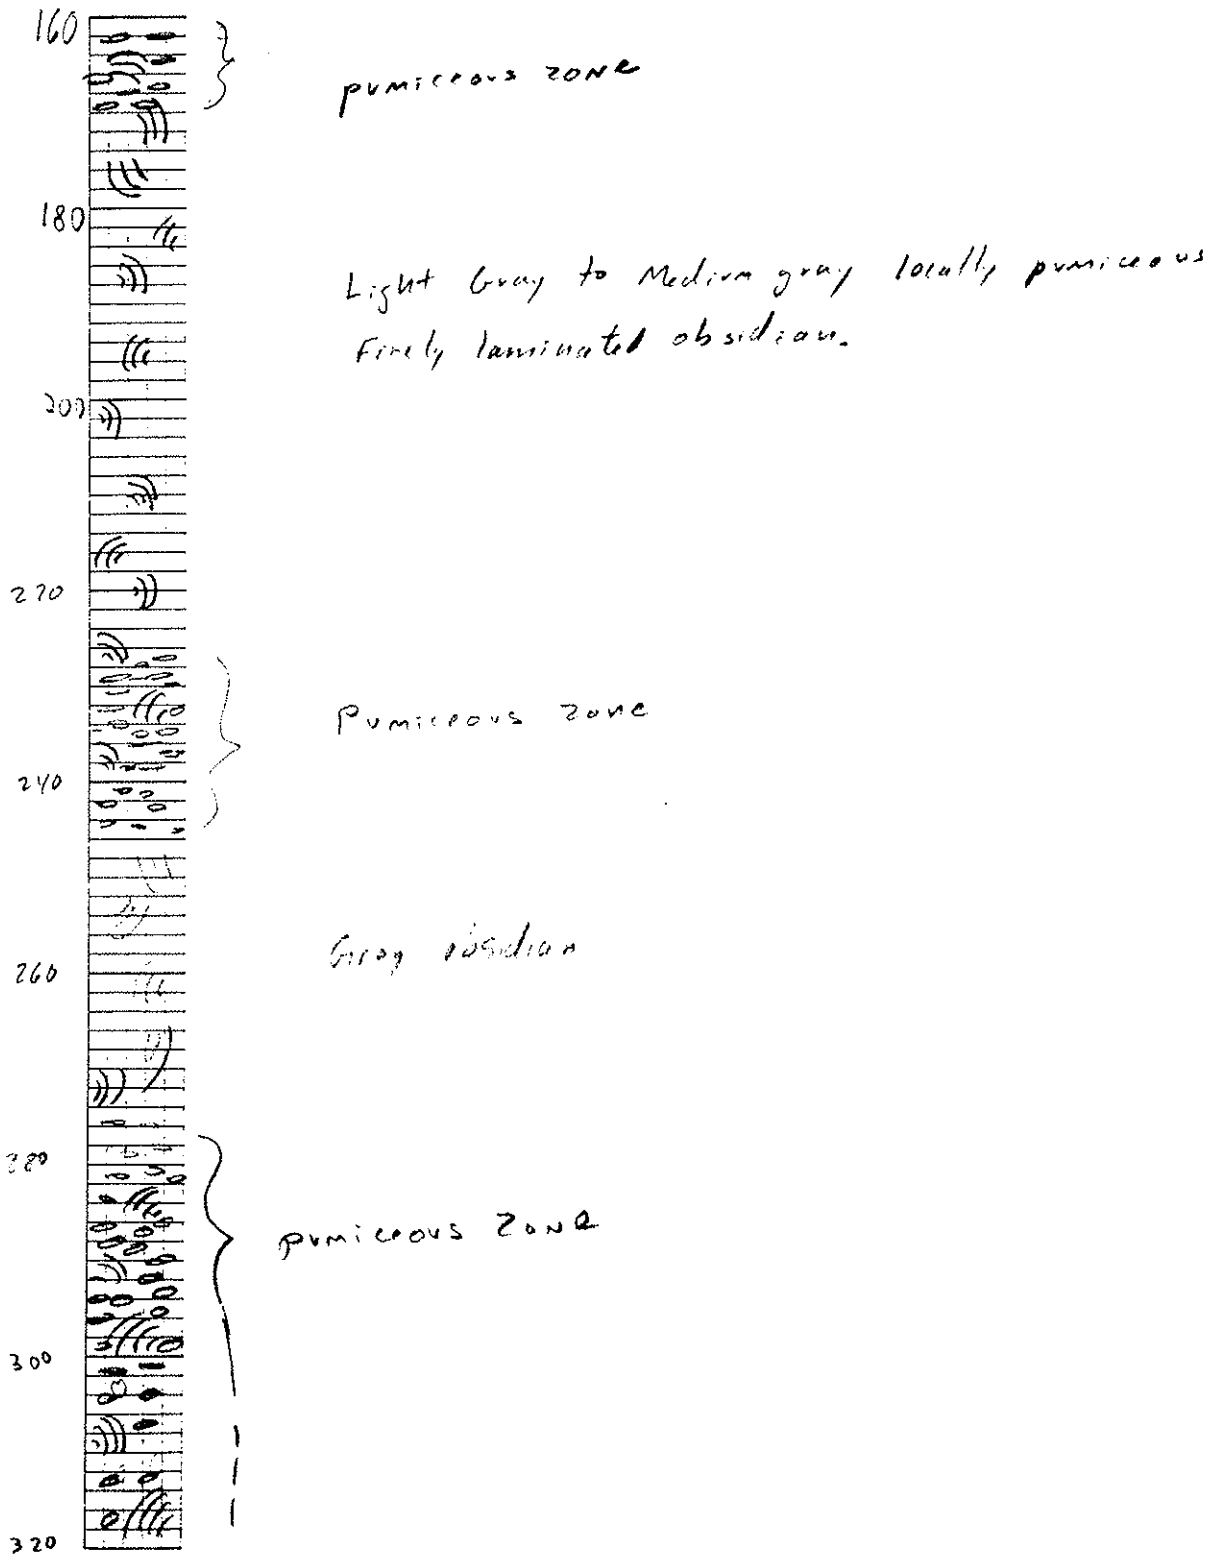 160
pumiceous zone
180
Light Gray to Medium gray locally pumiceous
Finely laminated obsidian.
200
220
Pumiceous zone
240
Gray obsidian
260
280
pumiceous zone
300
320